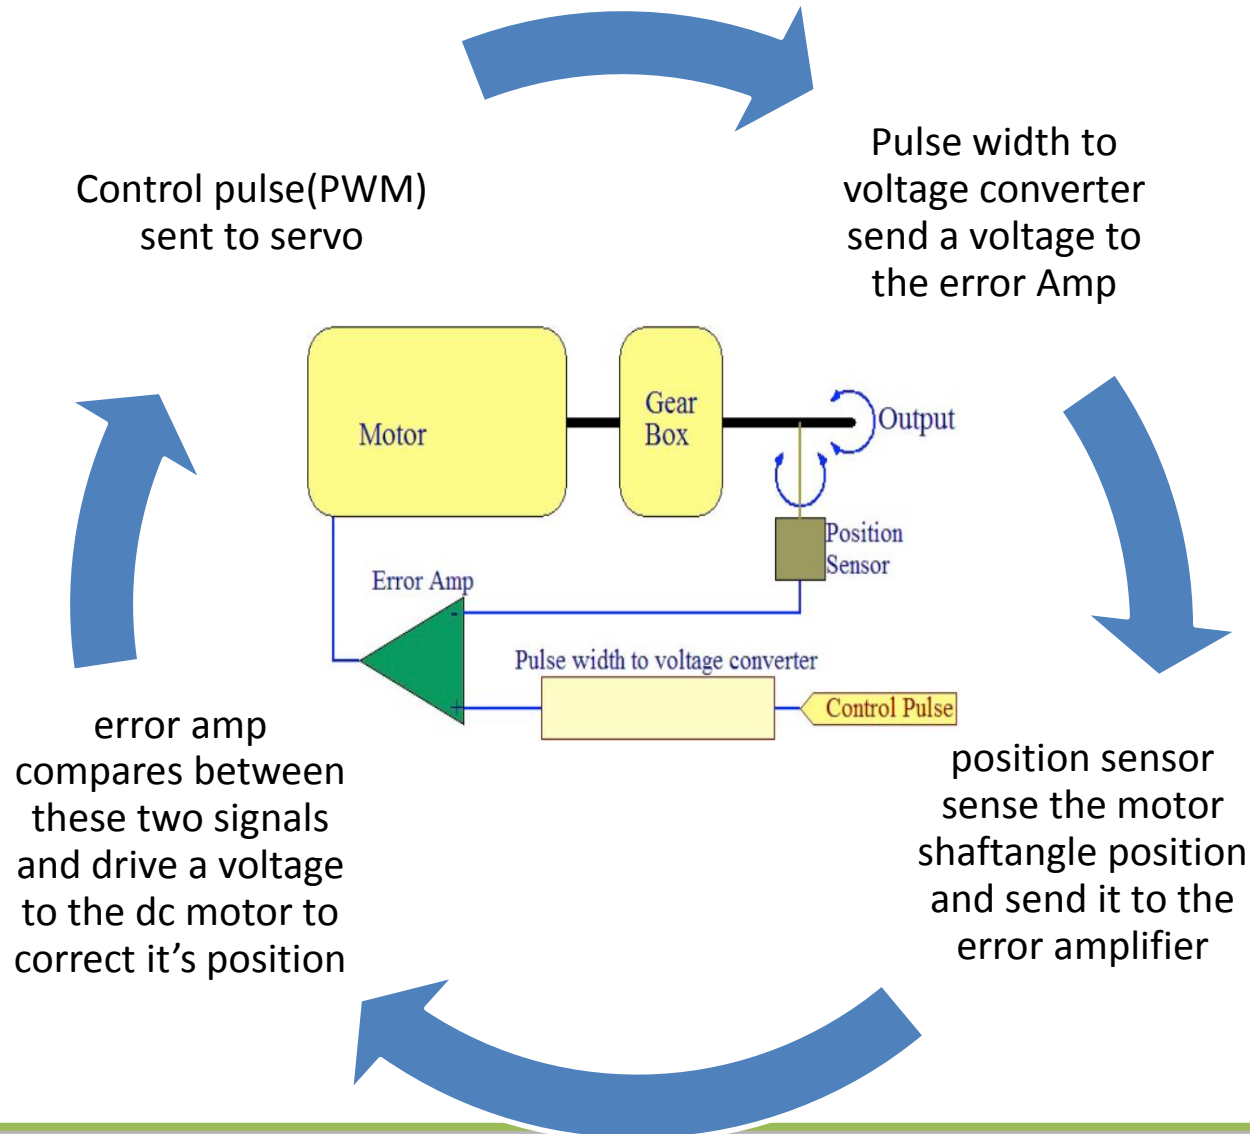 Control pulse(PWM)
sent to servo
Pulse width to
voltage converter
send a voltage to
the error Amp
Motor
Gear
Box
Output
Position
Sensor
Error Amp
-
Pulse width to voltage converter
+
Control Pulse
position sensor
sense the motor
shaftangle position
and send it to the
error amplifier
error amp
compares between
these two signals
and drive a voltage
to the dc motor to
correct it’s position